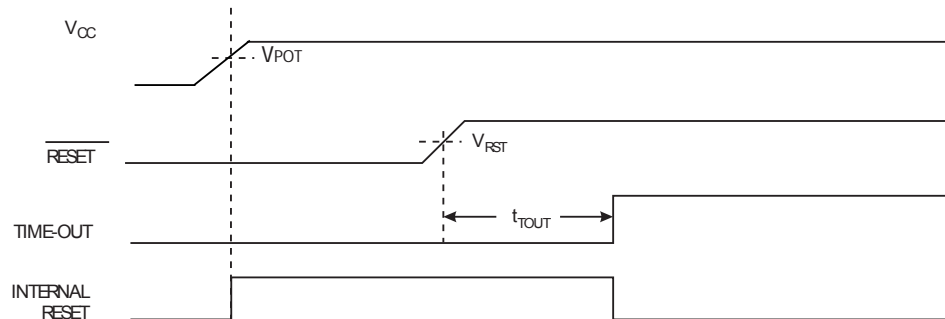 VCC
VPOT
RESET
VRST
tTOUT
TIME-OUT
INTERNAL
RESET